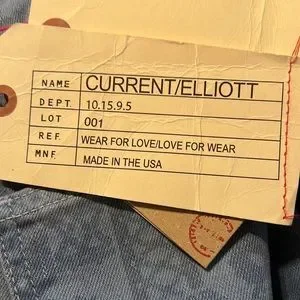 NAME CURRENT/ELLIOTT
DEPT. 10.15.9.5
LOT 001
REF. WEAR FOR LOVE/LOVE FOR WEAR
MNF. MADE IN THE USA